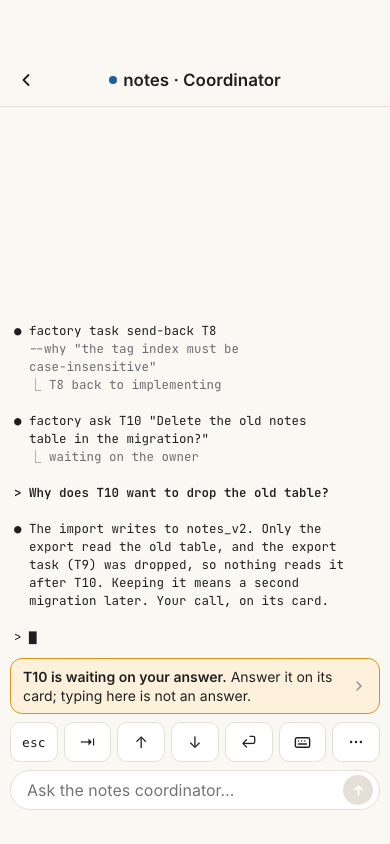 notes · Coordinator
● factory task send-back T8
--why "the tag index must be
case-insensitive"
⎿ T8 back to implementing
● factory ask T10 "Delete the old notes
table in the migration?"
⎿ waiting on the owner
> Why does T10 want to drop the old table?
● The import writes to notes_v2. Only the
export read the old table, and the export
task (T9) was dropped, so nothing reads it
after T10. Keeping it means a second
migration later. Your call, on its card.
>
T10 is waiting on your answer. Answer it on its
card; typing here is not an answer.
esc
Ask the notes coordinator...